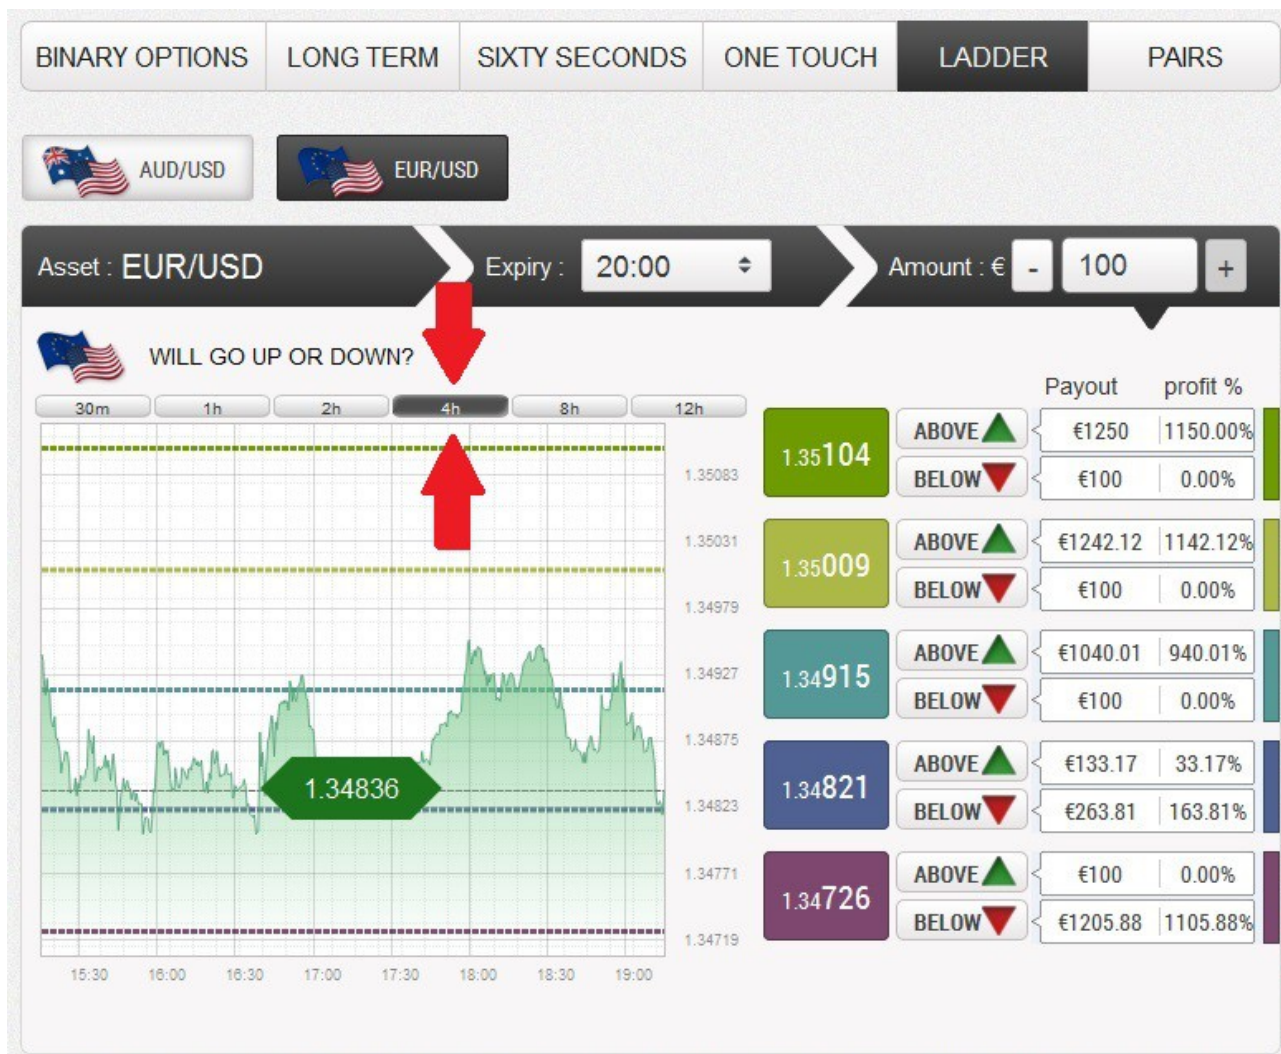 BINARY OPTIONS LONG TERM SIXTY SECONDS ONE TOUCH LADDER PAIRS
AUD/USD EUR/USD
Asset : EUR/USD Expiry : 20:00 Amount : € - 100 +
WILL GO UP OR DOWN?
Payout profit %
30m 1h 2h 4h 8h 12h
1.35104 ABOVE €1250 1150.00%
BELOW €100 0.00%
1.35083
1.35031
1.35009 ABOVE €1242.12 1142.12%
BELOW €100 0.00%
1.34979
1.34927
1.34915 ABOVE €1040.01 940.01%
BELOW €100 0.00%
1.34875
1.34836
1.34823
1.34821 ABOVE €133.17 33.17%
BELOW €263.81 163.81%
1.34771
1.34726 ABOVE €100 0.00%
BELOW €1205.88 1105.88%
1.34719
15:30 16:00 16:30 17:00 17:30 18:00 18:30 19:00